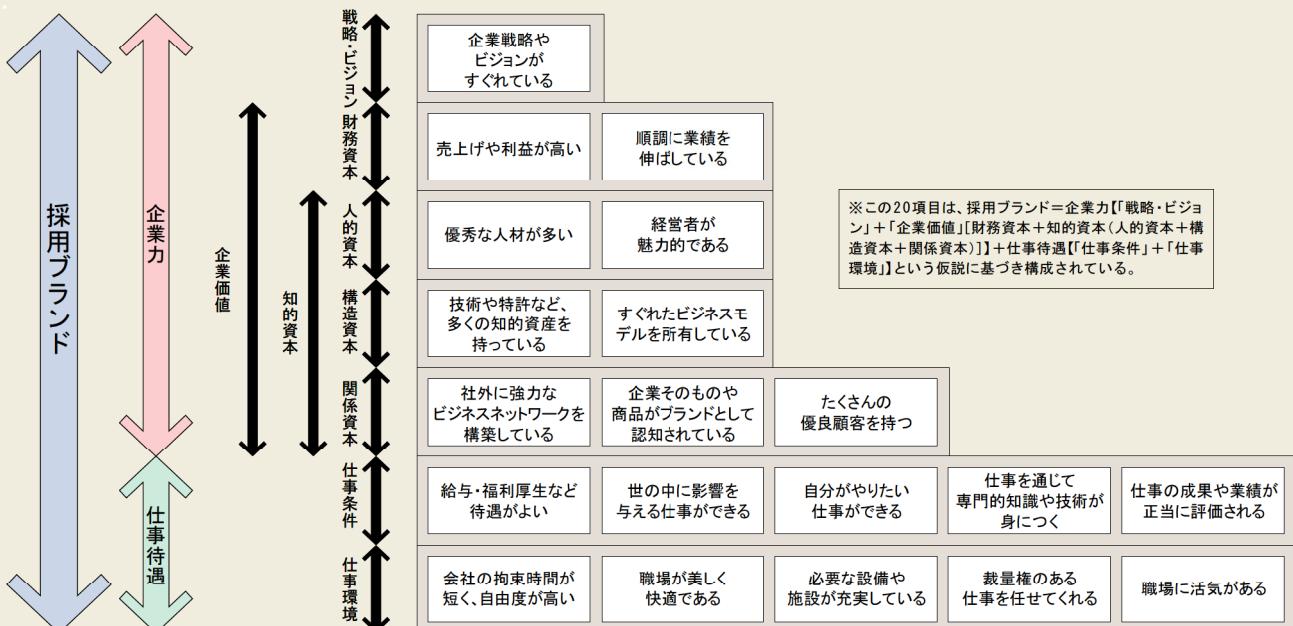 採用ブランド
企業力
仕事待遇
企業価値
知的資本
戦略・ビジョン
企業戦略や
ビジョンが
すぐれている
財務資本
売上げや利益が高い
順調に業績を
伸ばしている
人的資本
優秀な人材が多い
経営者が
魅力的である
構造資本
技術や特許など、
多くの知的資産を
持っている
すぐれたビジネスモ
デルを所有している
関係資本
社外に強力な
ビジネスネットワークを
構築している
企業そのものや
商品がブランドとして
認知されている
たくさんの
優良顧客を持つ
仕事条件
給与・福利厚生など
待遇がよい
世の中に影響を
与える仕事ができる
自分がやりたい
仕事ができる
仕事を通じて
専門的知識や技術が
身につく
仕事の成果や業績が
正当に評価される
仕事環境
会社の拘束時間が
短く、自由度が高い
職場が美しく
快適である
必要な設備や
施設が充実している
裁量権のある
仕事を任せてくれる
職場に活気がある
※この20項目は、採用ブランド＝企業力【「戦略・ビジョ
ン」＋「企業価値」[財務資本＋知的資本（人的資本＋構
造資本＋関係資本）]】＋仕事待遇【「仕事条件」＋「仕事
環境」】という仮説に基づき構成されている。